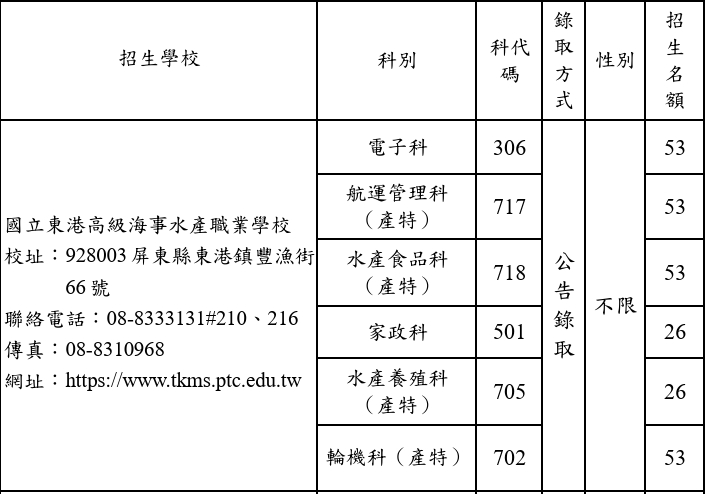 招生學校 科別 科代碼 錄取方式 性別 招生名額
國立東港高級海事水產職業學校
校址：928003 屏東縣東港鎮豐漁街
66 號
聯絡電話：08-8333131#210、216
傳真：08-8310968
網址：https://www.tkms.ptc.edu.tw
電子科 306 公告錄取 不限 53
航運管理科
（產特） 717 53
水產食品科
（產特） 718 53
家政科 501 26
水產養殖科
（產特） 705 26
輪機科（產特） 702 53